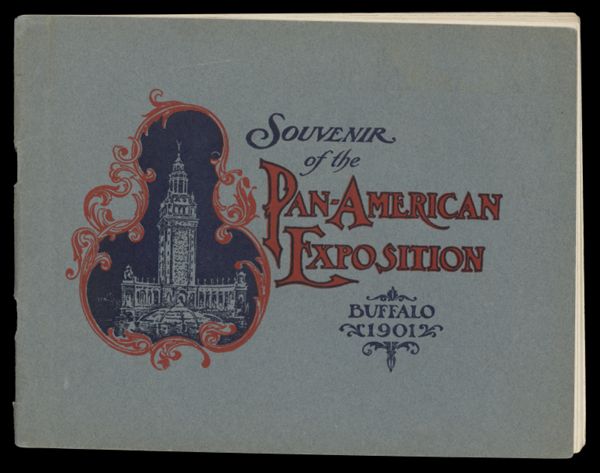 SOUVENIR
of the
PAN-AMERICAN
EXPOSITION
BUFFALO
1901